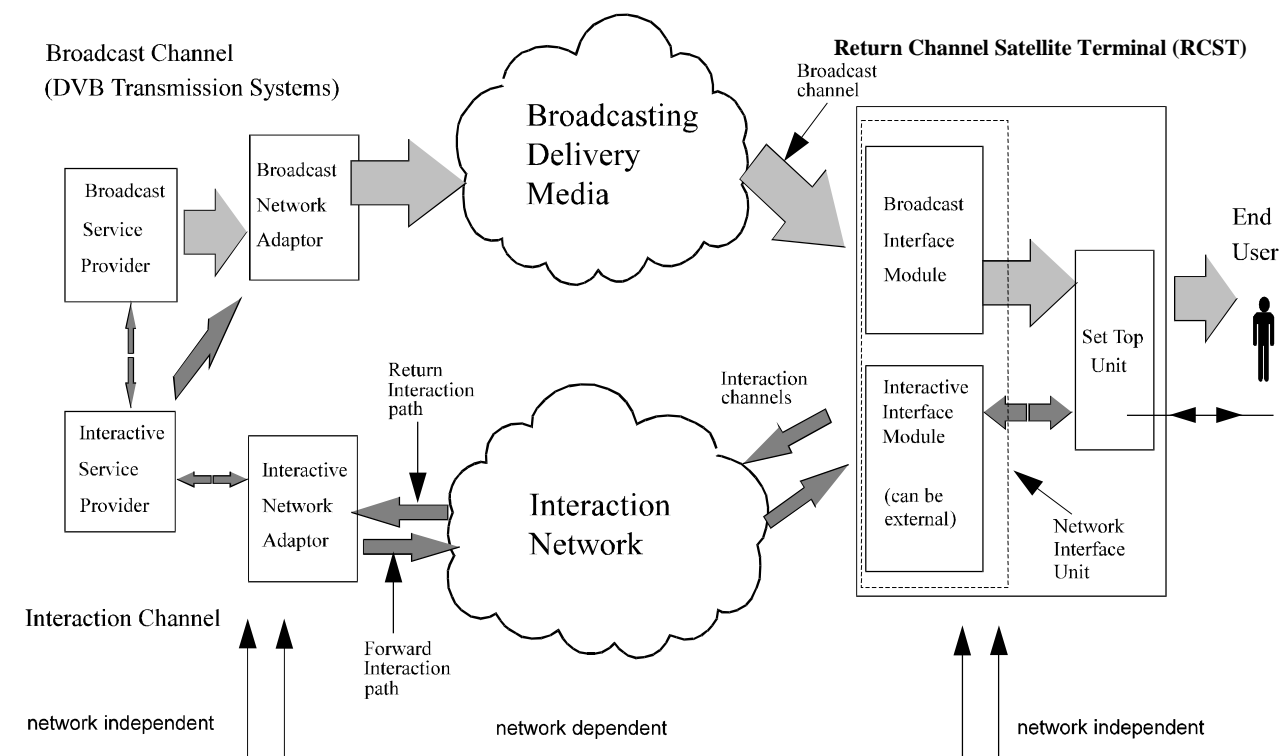 Broadcast Channel
(DVB Transmission Systems)
Return Channel Satellite Terminal (RCST)
Broadcast
channel
Broadcasting
Delivery
Media
Broadcast
Network
Adaptor
Broadcast
Service
Provider
Broadcast
Interface
Module
End
User
Set Top
Unit
Return
Interaction
path
Interaction
channels
Interactive
Interface
Module
(can be
external)
Interactive
Service
Provider
Interactive
Network
Adaptor
Interaction
Network
Network
Interface
Unit
Interaction Channel
Forward
Interaction
path
network independent
network dependent
network independent